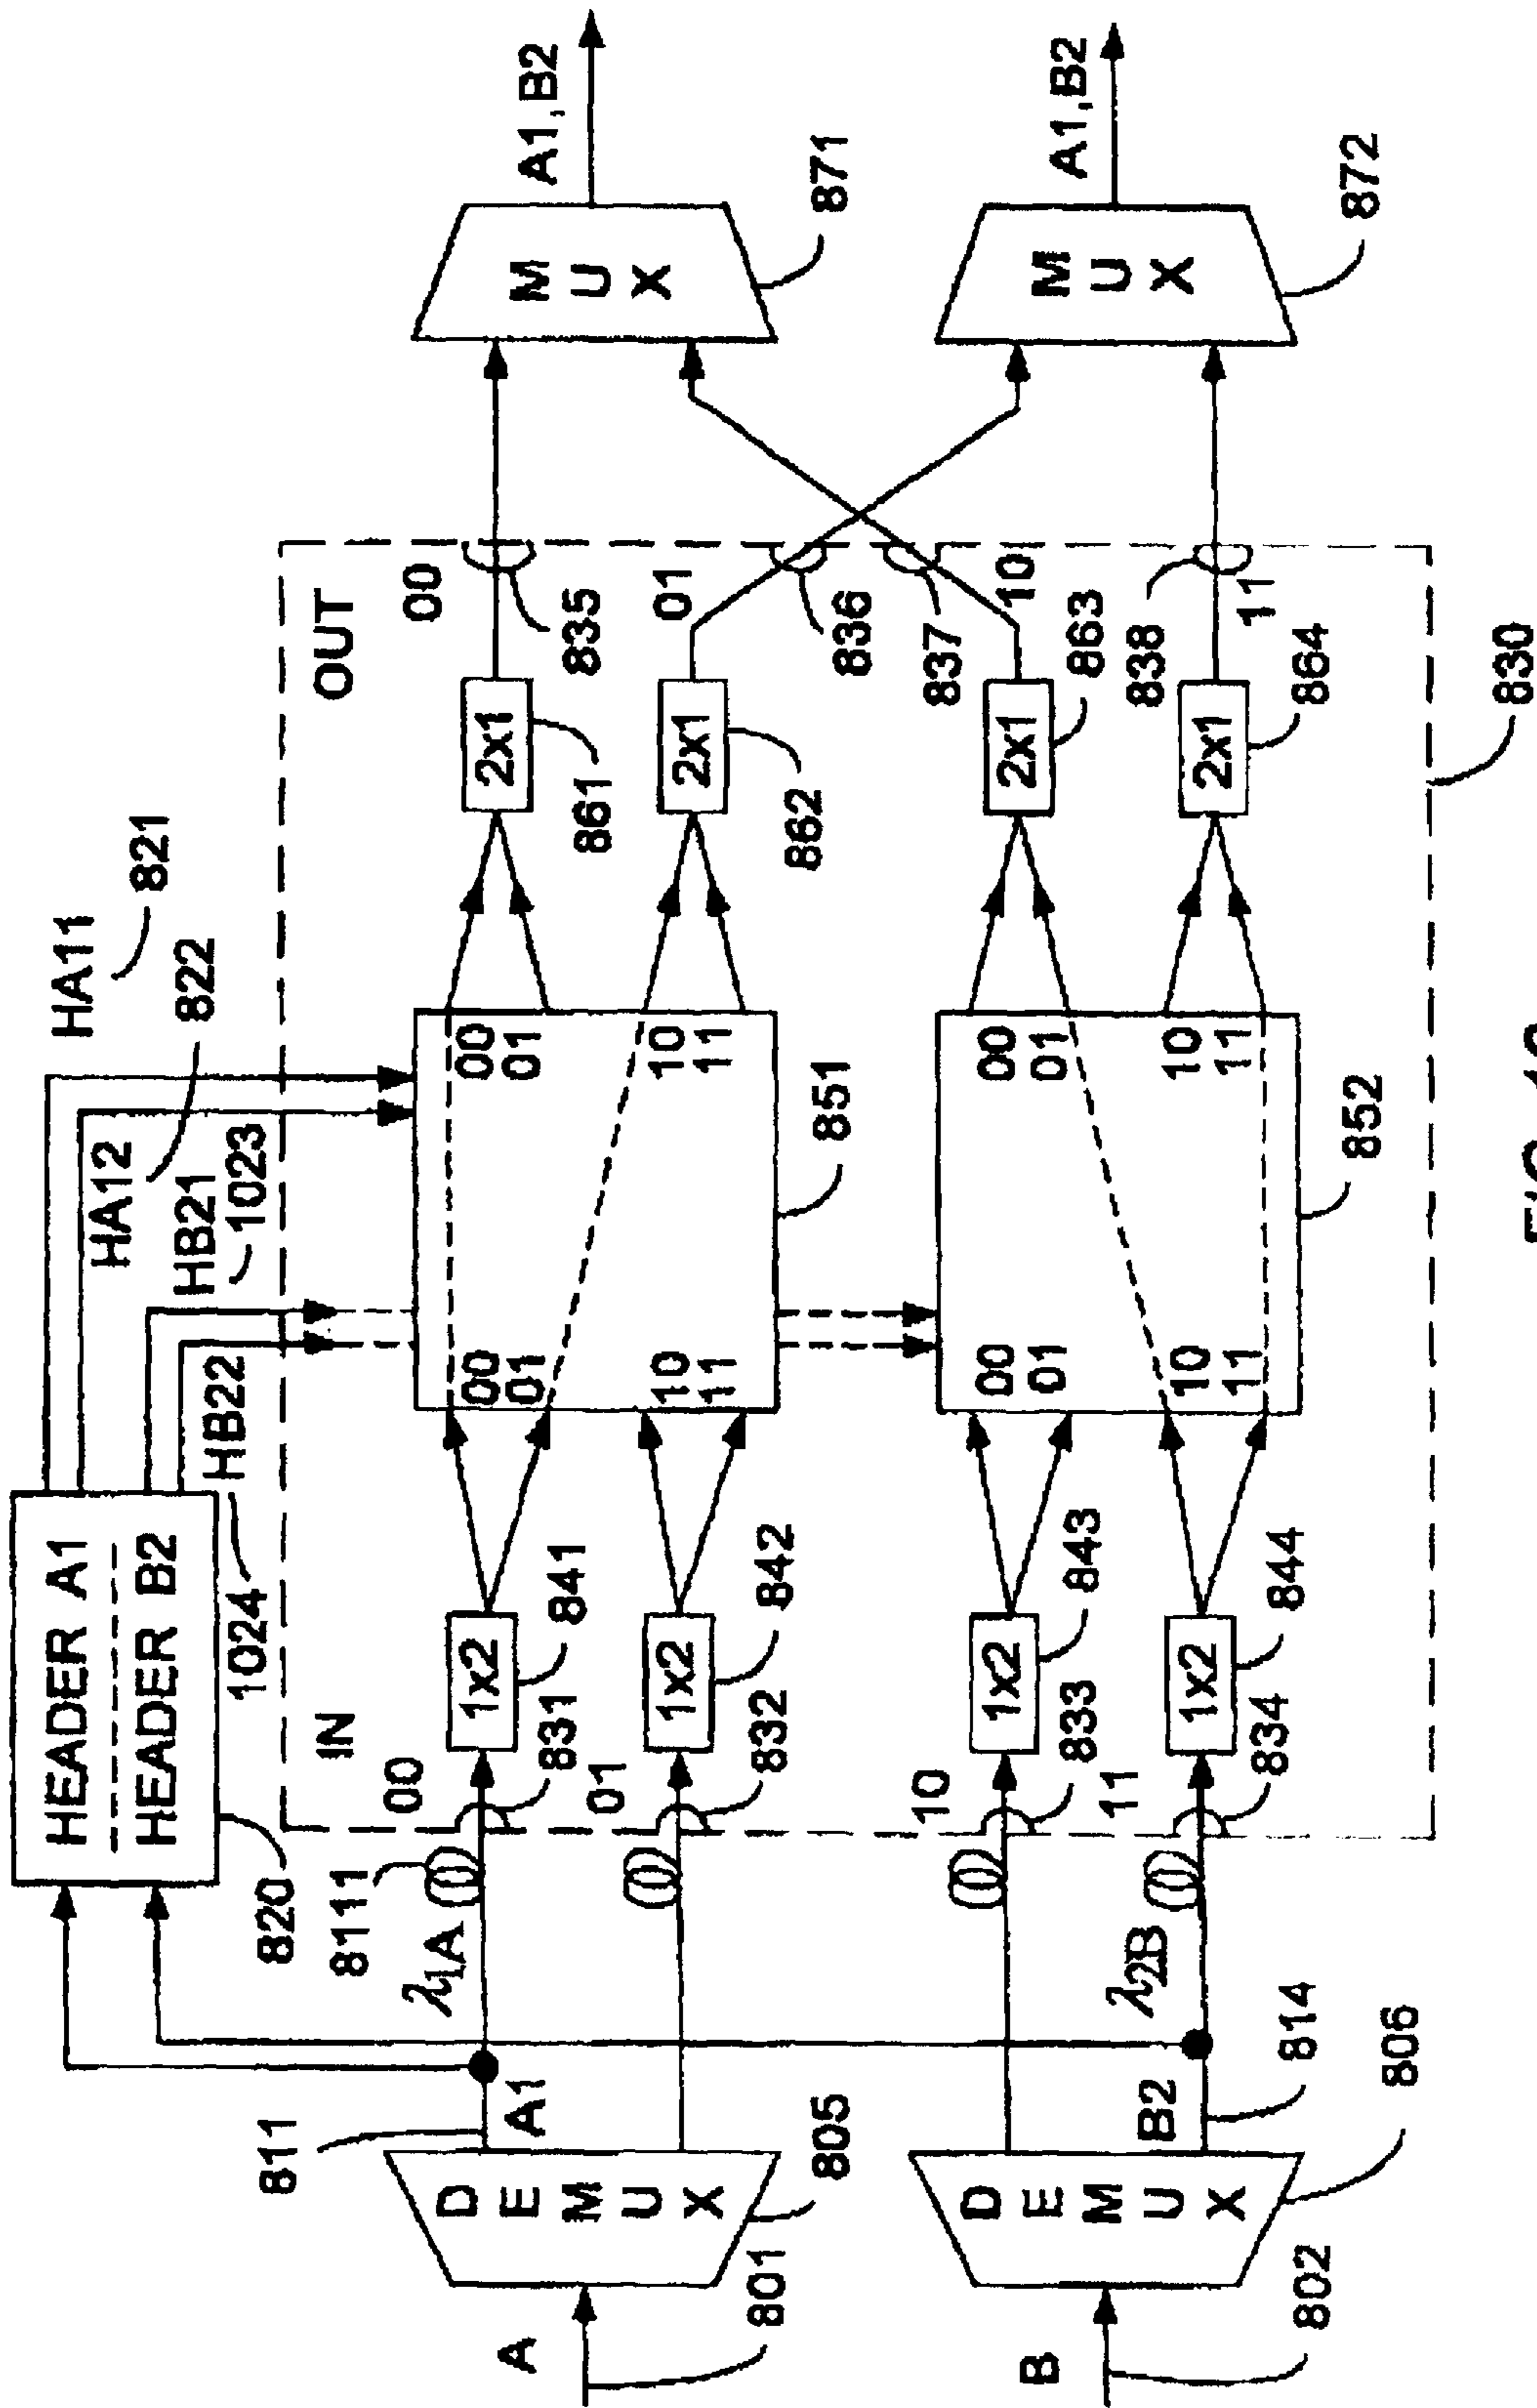 HEADER A1
HEADER B2
820
HA11
821
HA12
822
HB21
1023
HB22
1024
A
801
DEMUX
805
811
A1
λ1A
8111
B
802
DEMUX
806
814
B2
λ2B
IN
00
831
1x2
841
01
832
1x2
842
10
833
1x2
843
11
834
1x2
844
00
01
10
11
00
01
10
11
851
00
01
10
11
00
01
10
11
852
OUT
2x1
861
00
835
2x1
862
01
836
2x1
863
10
837
2x1
864
11
838
830
MUX
871
A1,B2
MUX
872
A1,B2